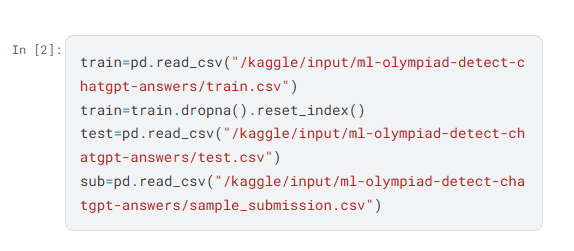 In [2]:
train=pd.read_csv("/kaggle/input/ml-olympiad-detect-c
hatgpt-answers/train.csv")
train=train.dropna().reset_index()
test=pd.read_csv("/kaggle/input/ml-olympiad-detect-ch
atgpt-answers/test.csv")
sub=pd.read_csv("/kaggle/input/ml-olympiad-detect-cha
tgpt-answers/sample_submission.csv")